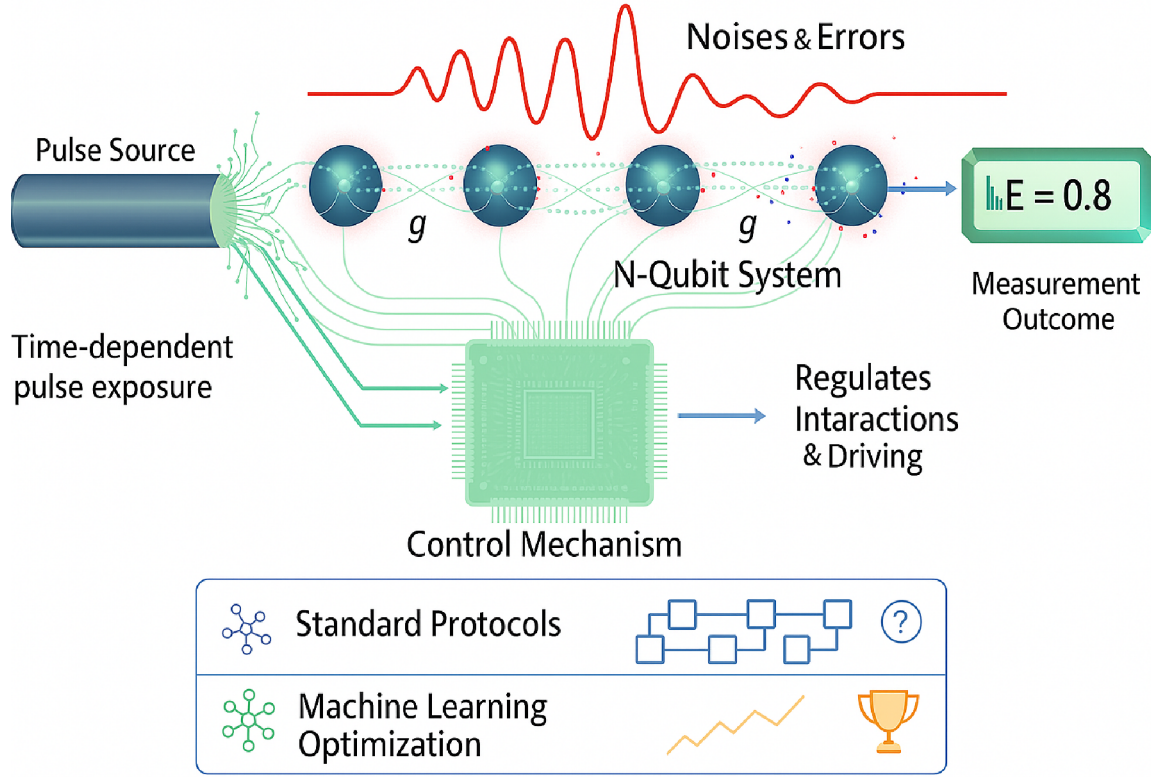 Noises & Errors
Pulse Source
E = 0.8
g
g
N-Qubit System
Measurement
Outcome
Time-dependent
pulse exposure
Regulates
Intaractions
& Driving
Control Mechanism
Standard Protocols
?
Machine Learning
Optimization